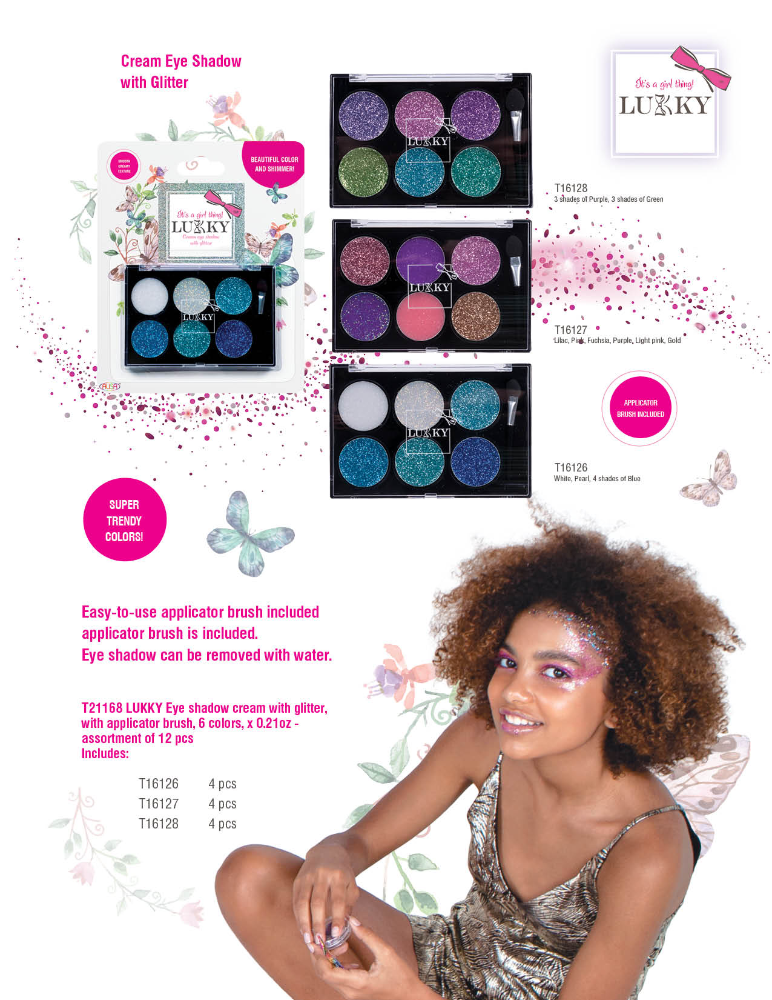 Cream Eye Shadow
with Glitter
It's a girl thing!
LUKKY
SMOOTH
CREAMY
TEXTURE
BEAUTIFUL COLOR
AND SHIMMER!
It's a girl thing!
LUKKY
Cream eye shadow
with glitter
LUKKY
LUKKY
T16128
3 shades of Purple, 3 shades of Green
LUKKY
T16127
Lilac, Pink, Fuchsia, Purple, Light pink, Gold
APPLICATOR
BRUSH INCLUDED
LUKKY
T16126
White, Pearl, 4 shades of Blue
SUPER
TRENDY
COLORS!
Easy-to-use applicator brush included
applicator brush is included.
Eye shadow can be removed with water.
T21168 LUKKY Eye shadow cream with glitter,
with applicator brush, 6 colors, x 0.21oz -
assortment of 12 pcs
Includes:
T16126 4 pcs
T16127 4 pcs
T16128 4 pcs